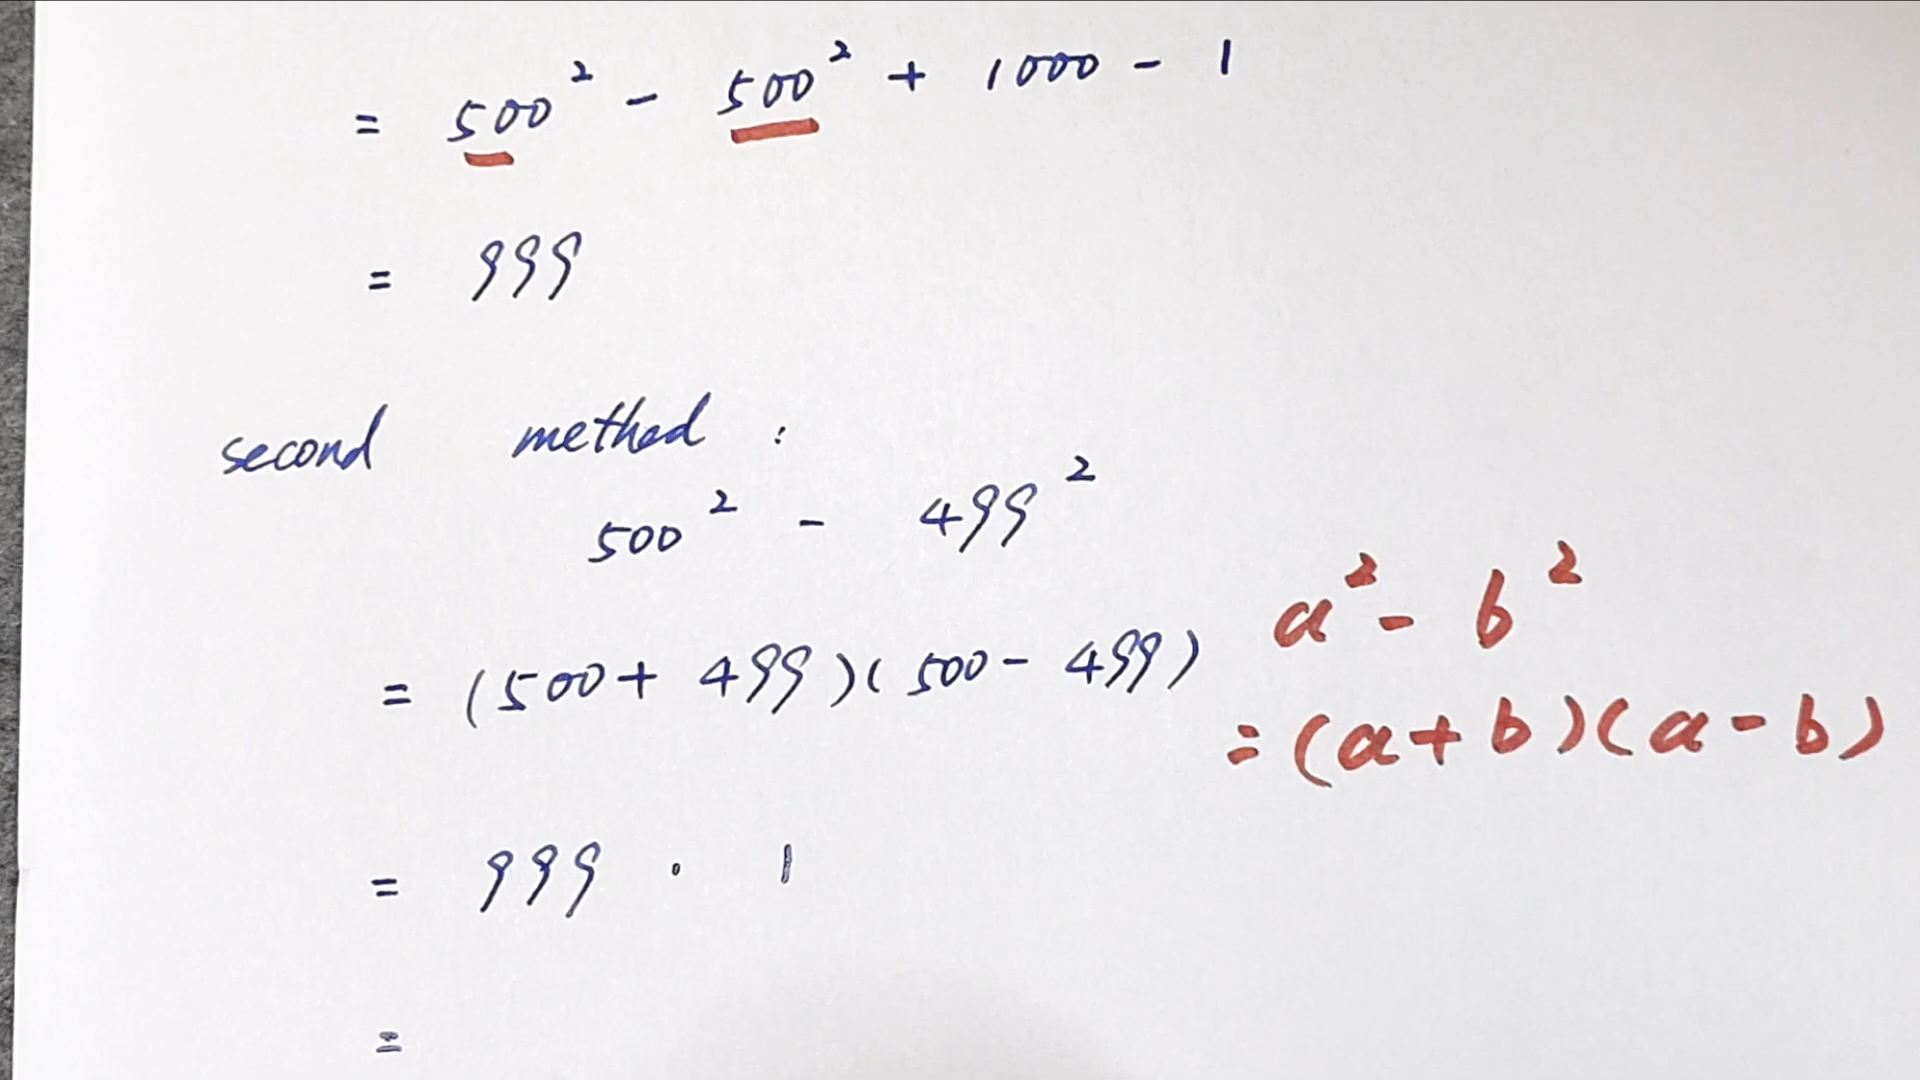 = 500² - 500² + 1000 - 1
= 999
second method :
500² - 499²
= (500 + 499)(500 - 499)
a² - b²
= (a + b)(a - b)
= 999 · 1
=